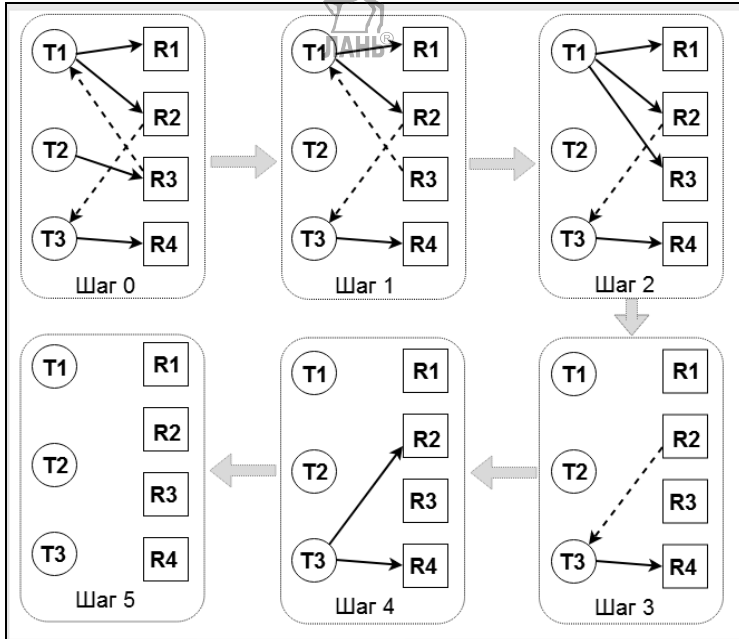 ЛАНЬ®
T1 R1
R2
T2
R3
T3 R4
Шаг 0
T1 R1
R2
T2
R3
T3 R4
Шаг 1
T1 R1
R2
T2
R3
T3 R4
Шаг 2
T1 R1
R2
T2
R3
T3 R4
Шаг 5
T1 R1
R2
T2
R3
T3 R4
Шаг 4
T1 R1
R2
T2
R3
T3 R4
Шаг 3